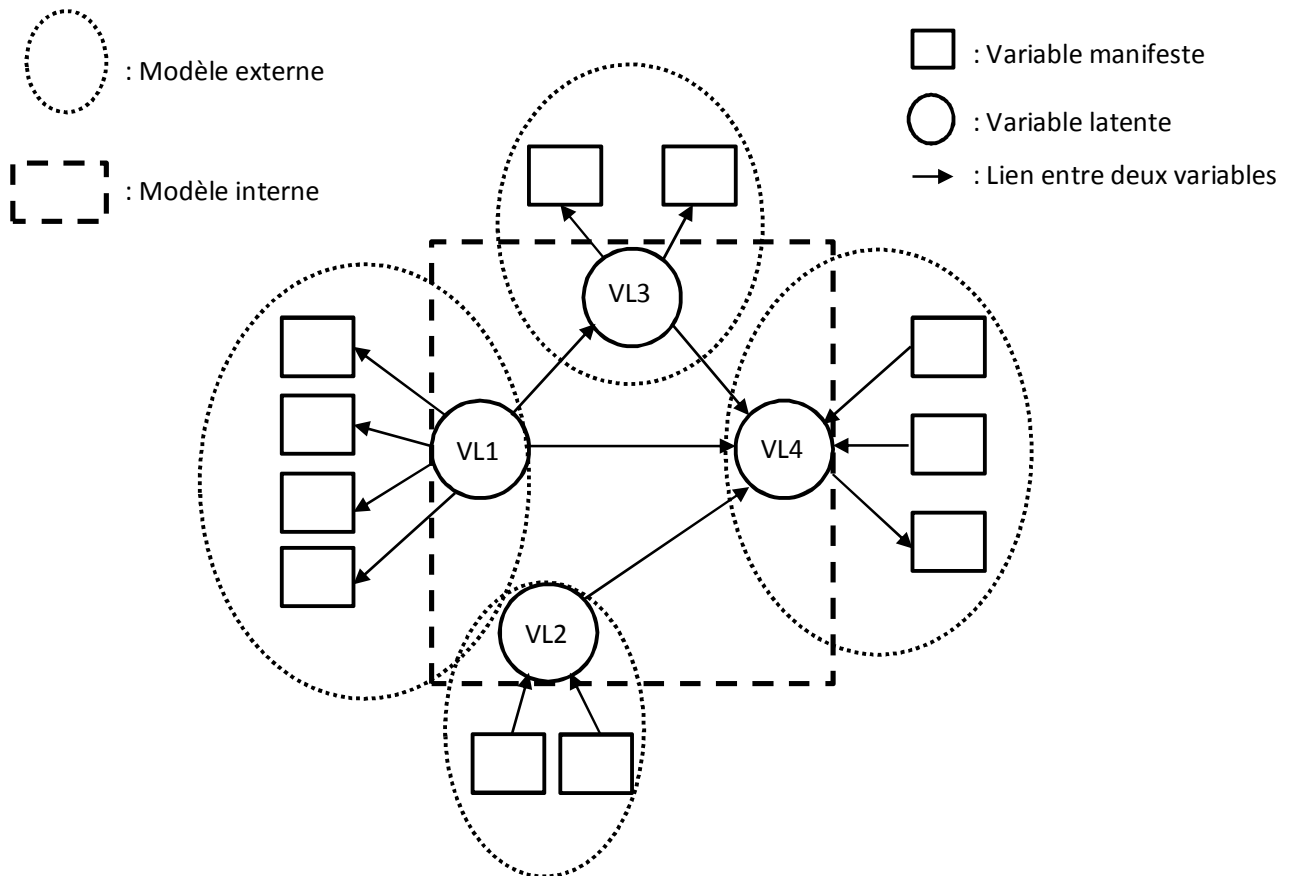 : Modèle externe
: Modèle interne
: Variable manifeste
: Variable latente
: Lien entre deux variables
VL3
VL1
VL4
VL2